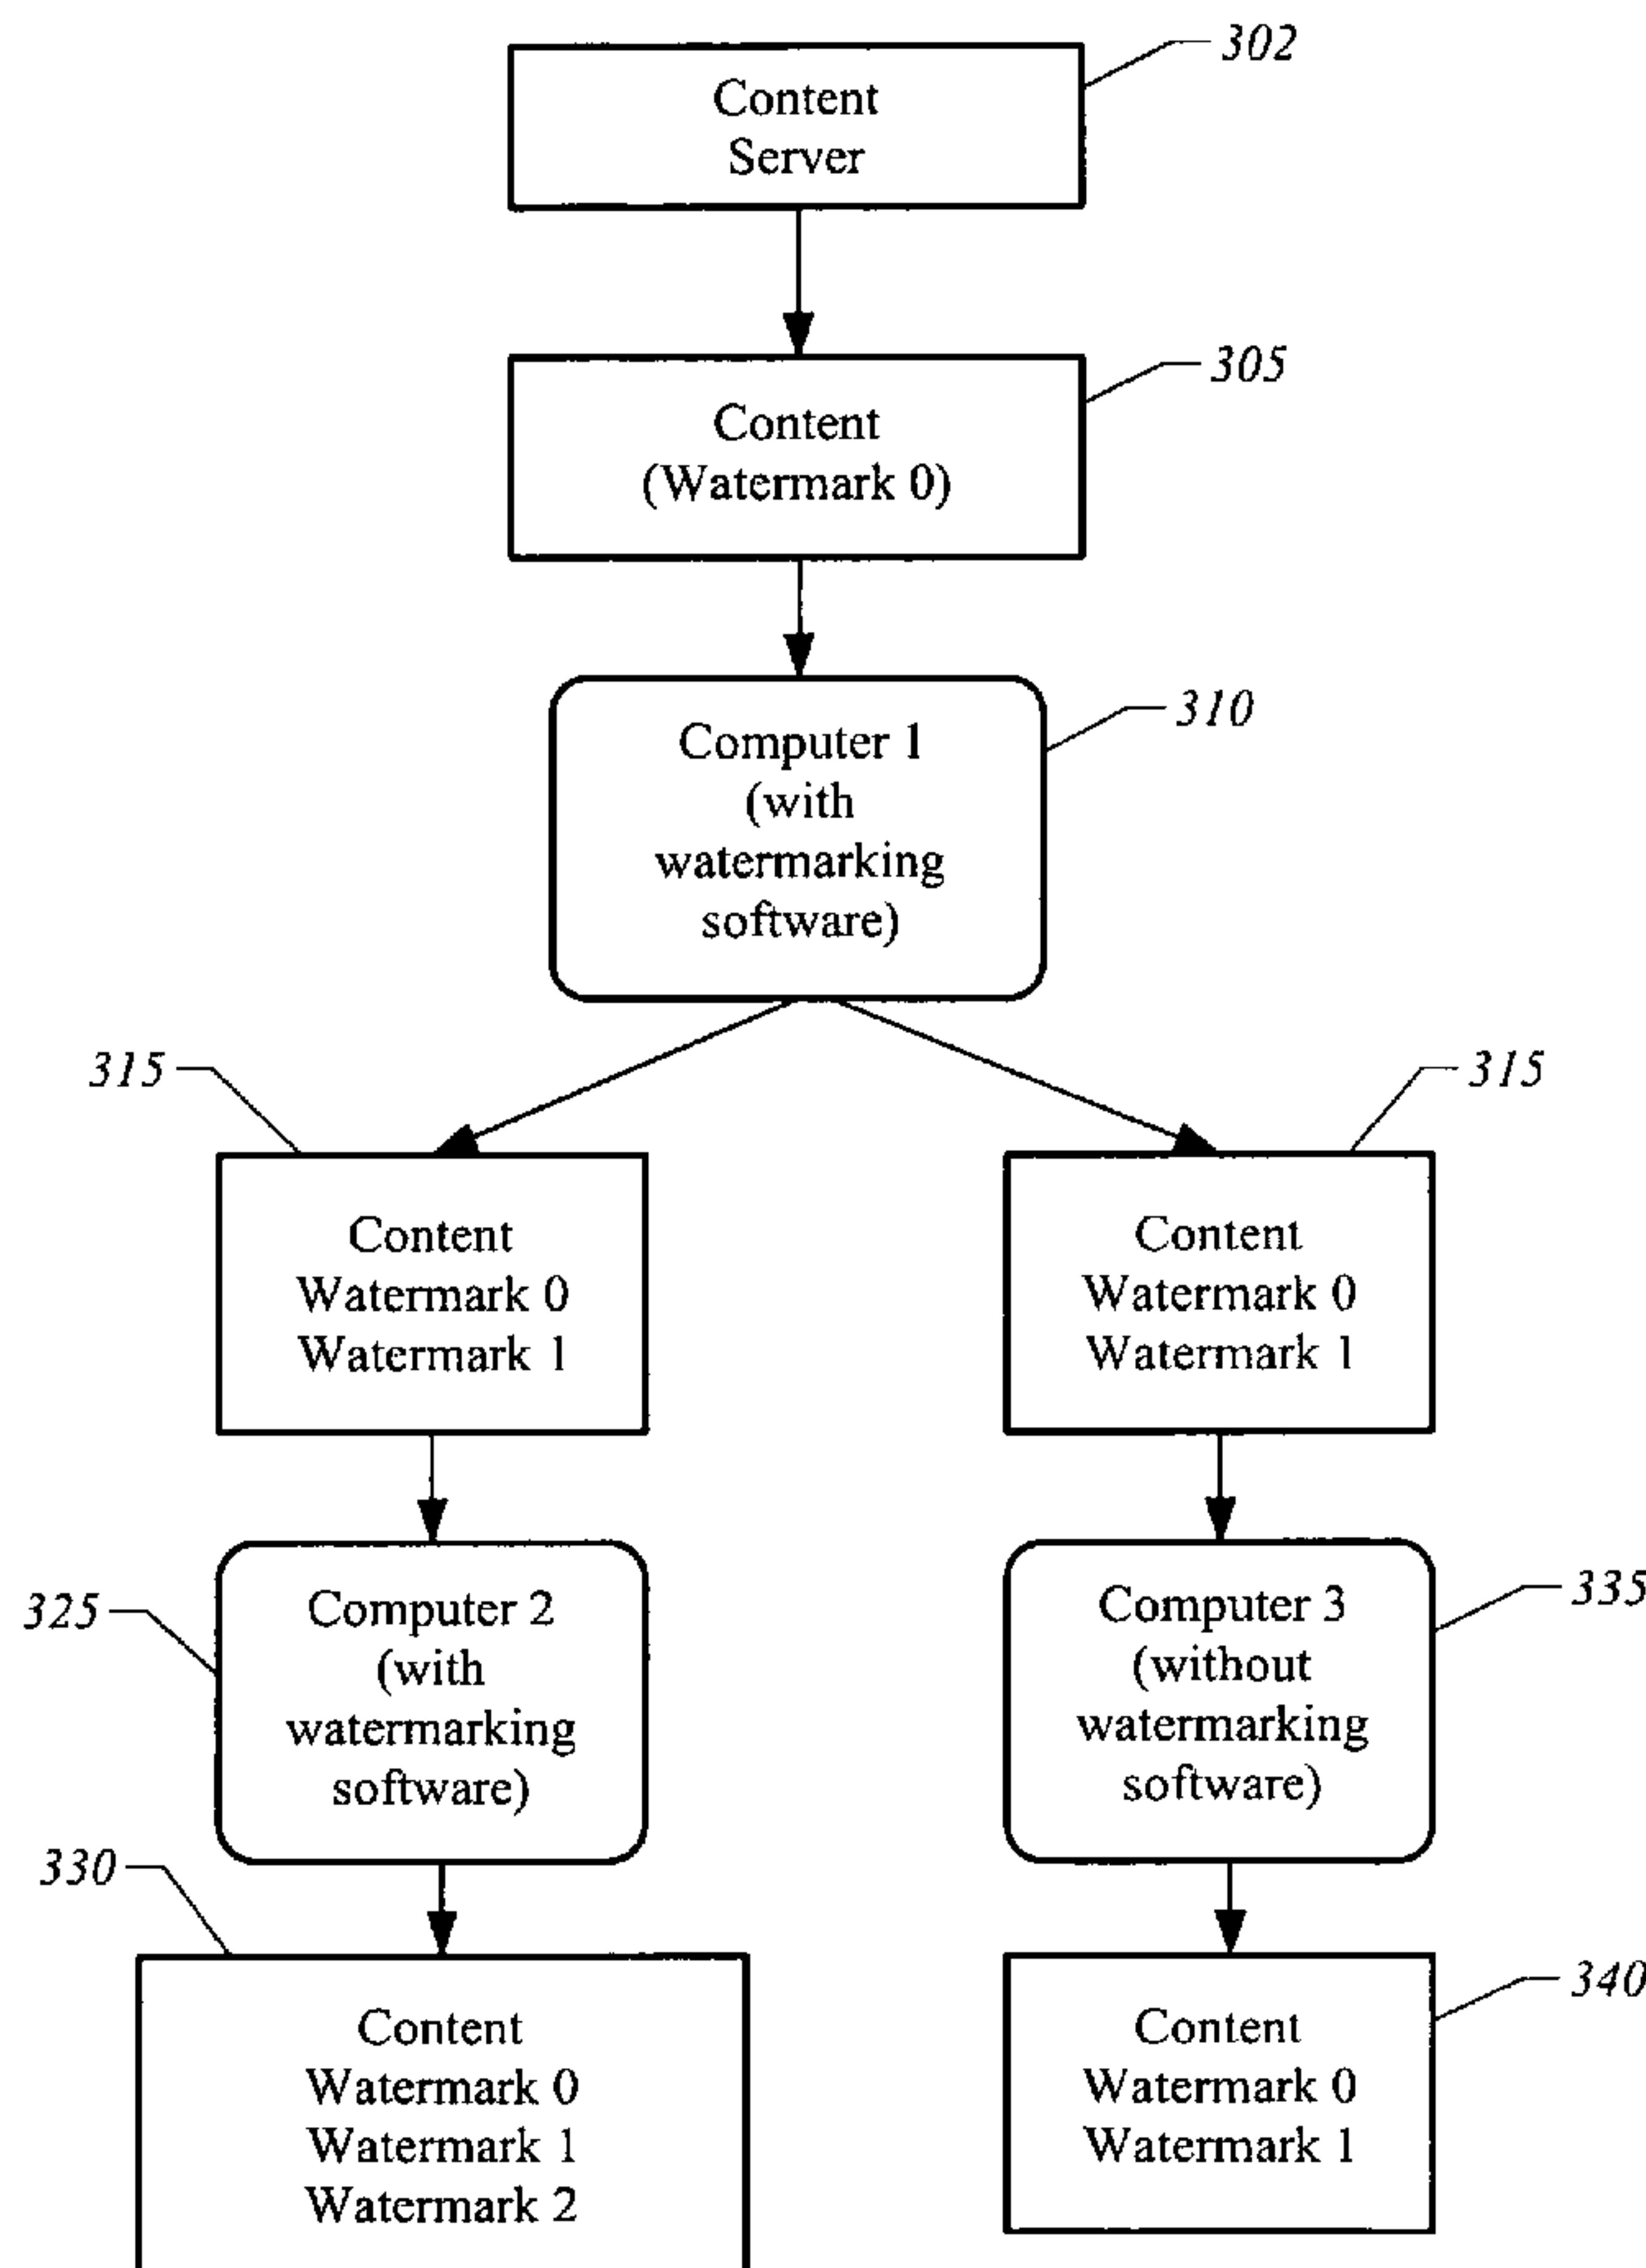 302
Content
Server
305
Content
(Watermark 0)
310
Computer 1
(with
watermarking
software)
315
315
Content
Watermark 0
Watermark 1
Content
Watermark 0
Watermark 1
325
Computer 2
(with
watermarking
software)
335
Computer 3
(without
watermarking
software)
330
Content
Watermark 0
Watermark 1
Watermark 2
340
Content
Watermark 0
Watermark 1